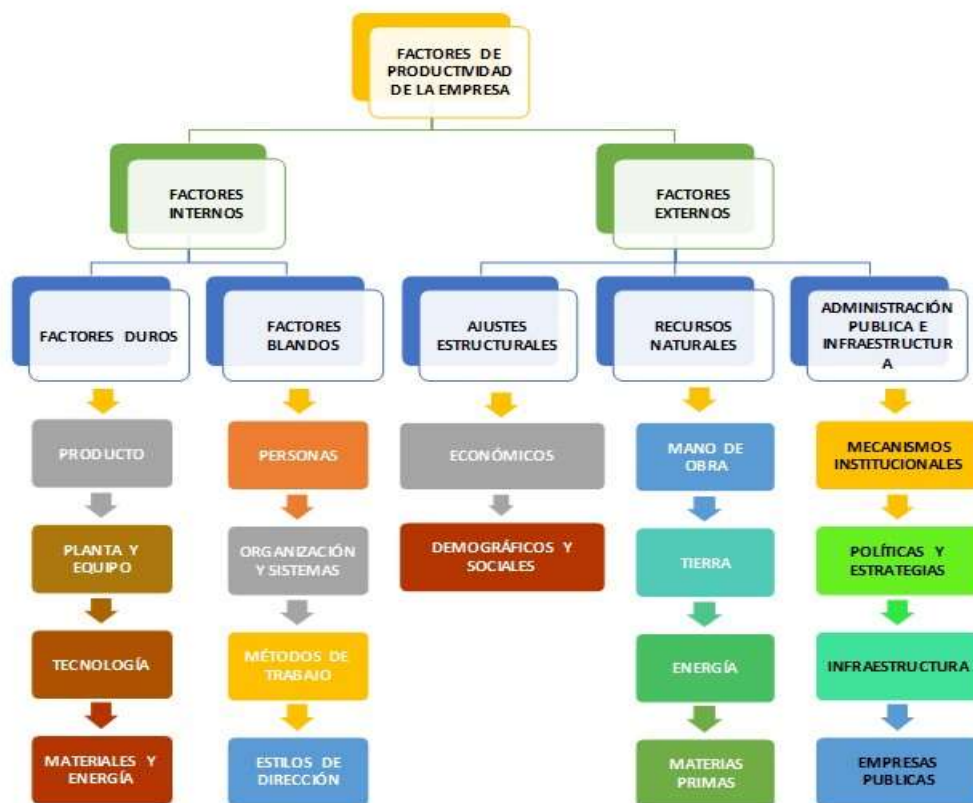 FACTORES DE
PRODUCTIVIDAD
DE LA EMPRESA
FACTORES
INTERNOS
FACTORES
EXTERNOS
FACTORES DUROS
FACTORES
BLANDOS
AJUSTES
ESTRUCTURALES
RECURSOS
NATURALES
ADMINISTRACIÓN
PUBLICA E
INFRAESTRUCTUR
A
PRODUCTO
PLANTA Y
EQUIPO
TECNOLOGÍA
MATERIALES Y
ENERGÍA
PERSONAS
ORGANIZACIÓN
Y SISTEMAS
MÉTODOS DE
TRABAJO
ESTILOS DE
DIRECCIÓN
ECONÓMICOS
DEMOGRÁFICOS Y
SOCIALES
MANO DE
OBRA
TIERRA
ENERGÍA
MATERIAS
PRIMAS
MECANISMOS
INSTITUCIONALES
POLÍTICAS Y
ESTRATEGIAS
INFRAESTRUCTURA
EMPRESAS
PUBLICAS